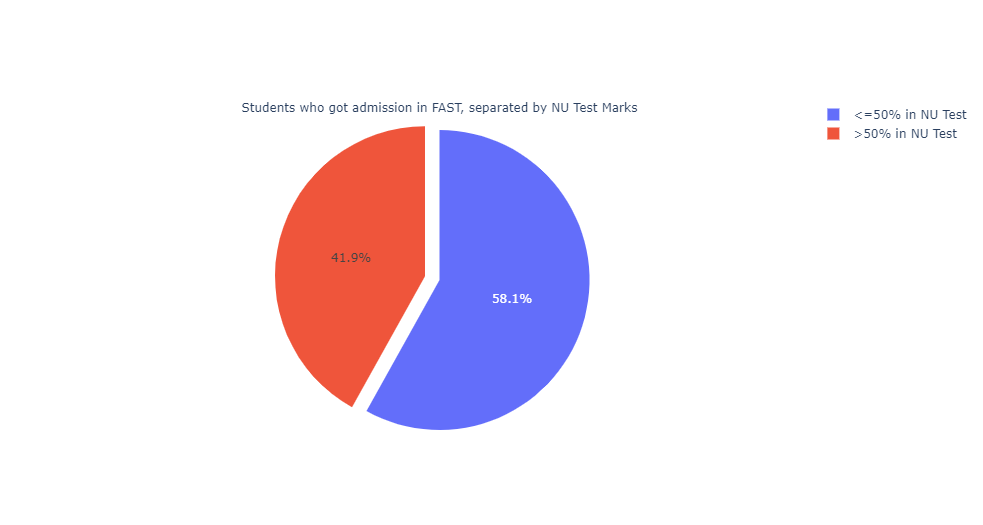 Students who got admission in FAST, separated by NU Test Marks
<=50% in NU Test
>50% in NU Test
41.9%
58.1%